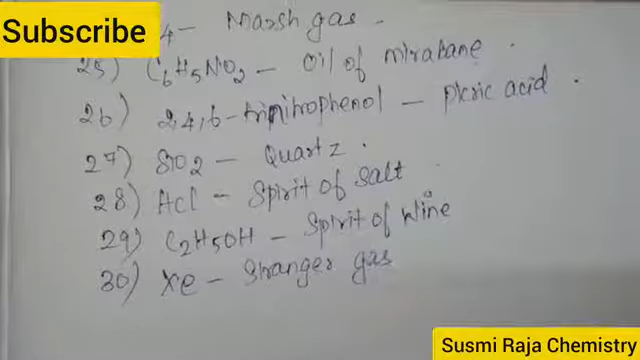 Subscribe
4 - Marsh gas.
25) C6H5NO2 - Oil of mirabane.
26) 2,4,6-trinitrophenol - picric acid.
27) SiO2 - Quartz.
28) HCl - Spirit of salt
29) C2H5OH - Spirit of wine
30) Xe - Stranger gas
Susmi Raja Chemistry